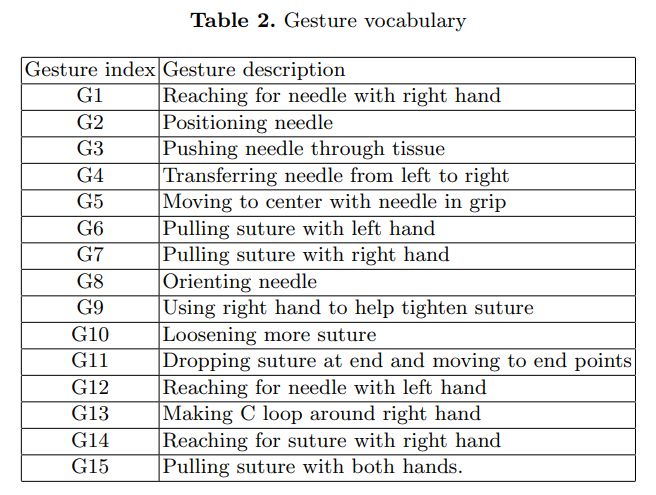 Table 2. Gesture vocabulary
Gesture index Gesture description
G1 Reaching for needle with right hand
G2 Positioning needle
G3 Pushing needle through tissue
G4 Transferring needle from left to right
G5 Moving to center with needle in grip
G6 Pulling suture with left hand
G7 Pulling suture with right hand
G8 Orienting needle
G9 Using right hand to help tighten suture
G10 Loosening more suture
G11 Dropping suture at end and moving to end points
G12 Reaching for needle with left hand
G13 Making C loop around right hand
G14 Reaching for suture with right hand
G15 Pulling suture with both hands.